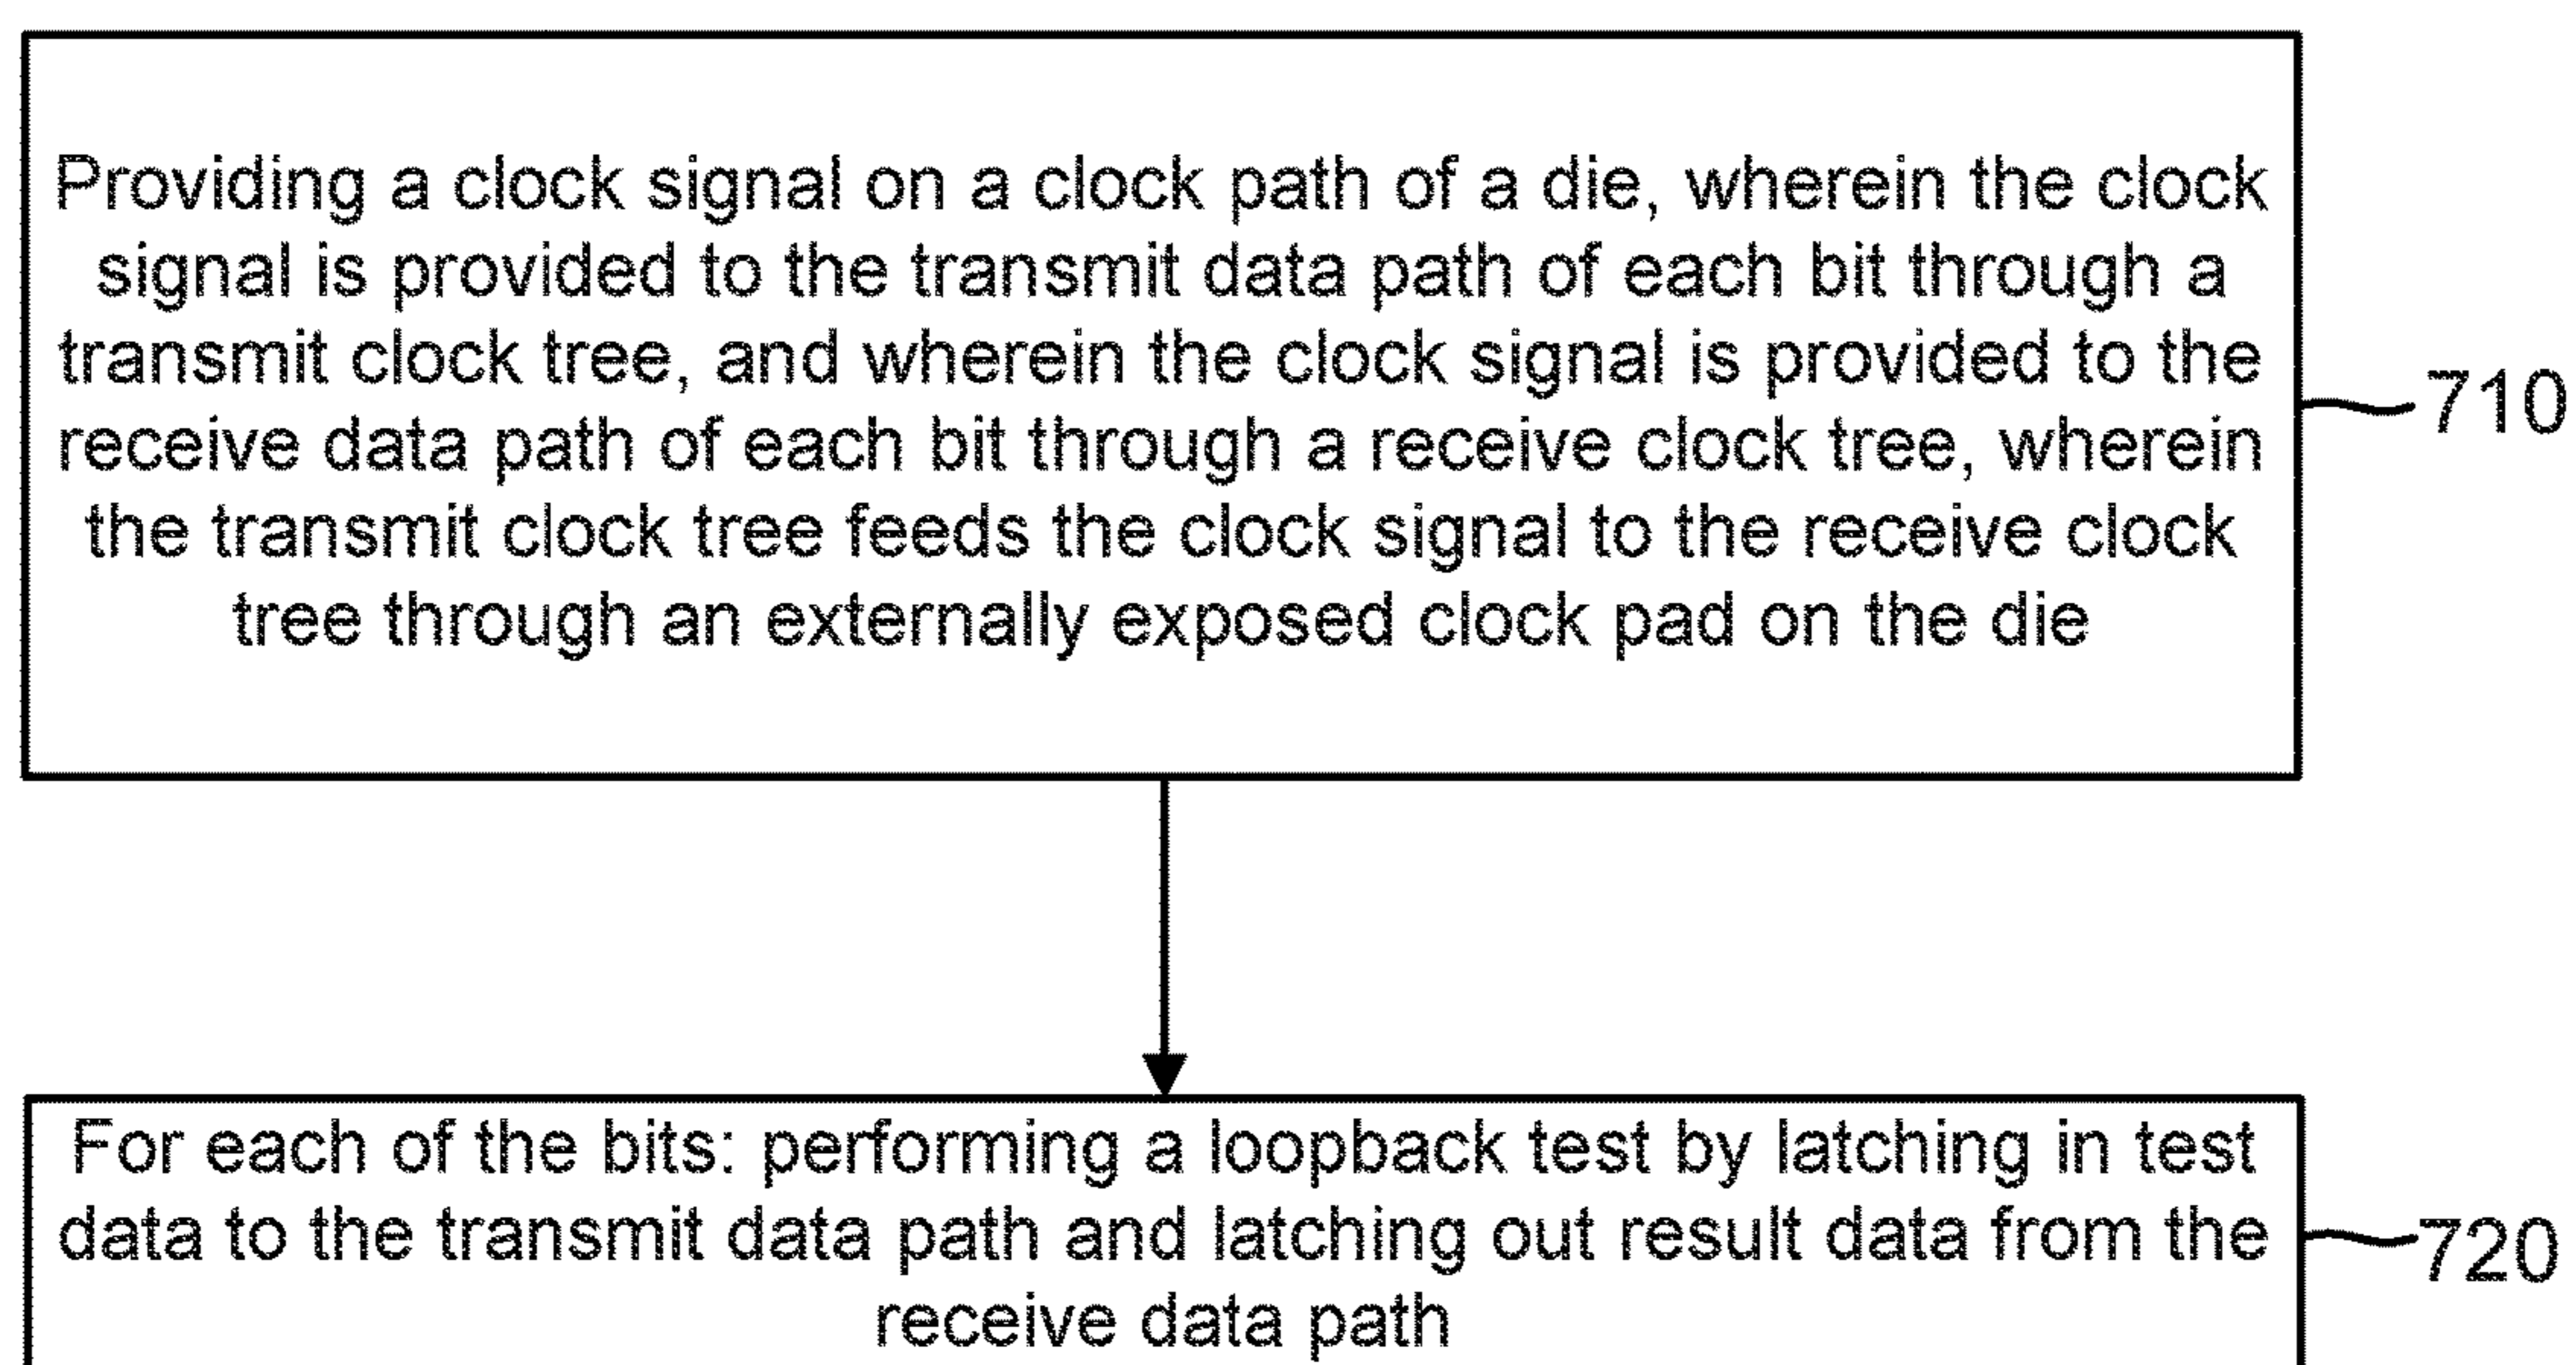 Providing a clock signal on a clock path of a die, wherein the clock
signal is provided to the transmit data path of each bit through a
transmit clock tree, and wherein the clock signal is provided to the
receive data path of each bit through a receive clock tree, wherein
the transmit clock tree feeds the clock signal to the receive clock
tree through an externally exposed clock pad on the die
710
For each of the bits: performing a loopback test by latching in test
data to the transmit data path and latching out result data from the
receive data path
720